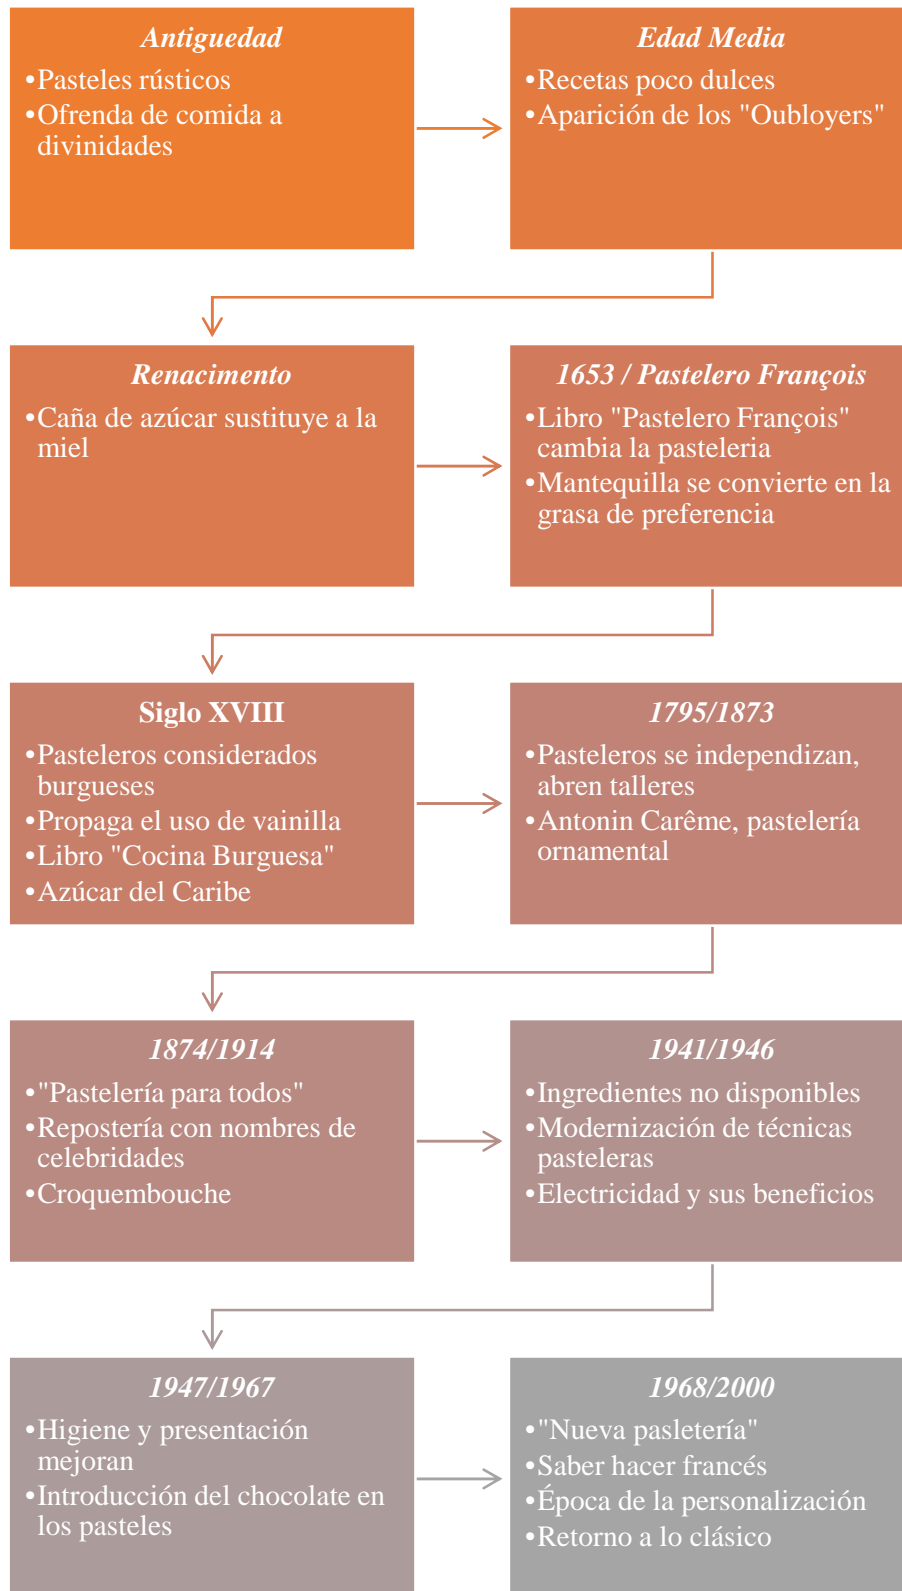 Antiguedad
•Pasteles rústicos
•Ofrenda de comida a
divinidades
Edad Media
•Recetas poco dulces
•Aparición de los "Oubloyers"
Renacimento
•Caña de azúcar sustituye a la
miel
1653 / Pastelero François
•Libro "Pastelero François"
cambia la pasteleria
•Mantequilla se convierte en la
grasa de preferencia
Siglo XVIII
•Pasteleros considerados
burgueses
•Propaga el uso de vainilla
•Libro "Cocina Burguesa"
•Azúcar del Caribe
1795/1873
•Pasteleros se independizan,
abren talleres
•Antonin Carême, pastelería
ornamental
1874/1914
•"Pastelería para todos"
•Repostería con nombres de
celebridades
•Croquembouche
1941/1946
•Ingredientes no disponibles
•Modernización de técnicas
pasteleras
•Electricidad y sus beneficios
1947/1967
•Higiene y presentación
mejoran
•Introducción del chocolate en
los pasteles
1968/2000
•"Nueva pasletería"
•Saber hacer francés
•Época de la personalización
•Retorno a lo clásico